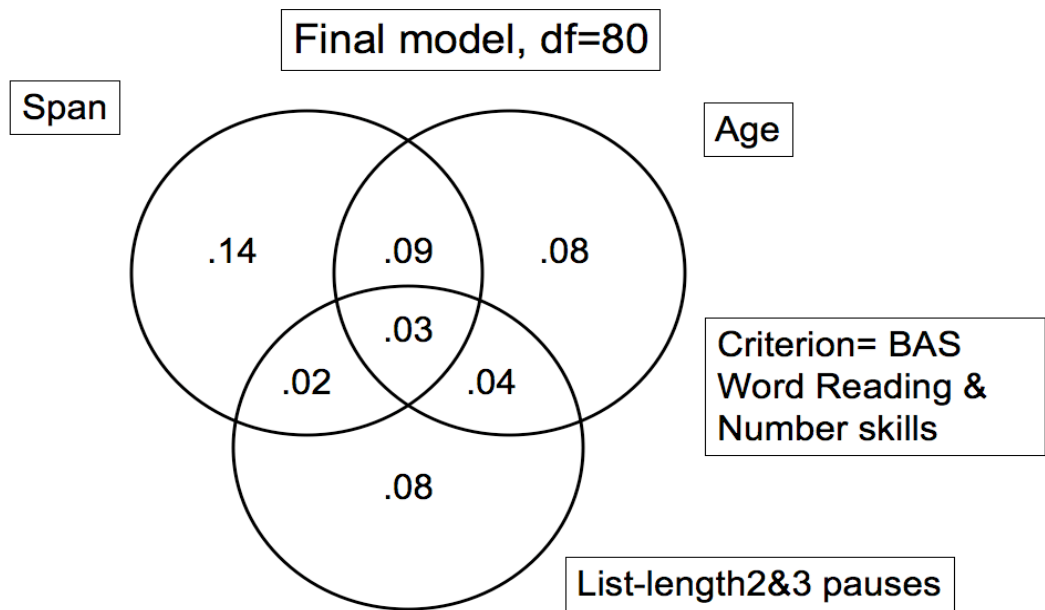 Final model, df=80
Span
Age
.14
.09
.08
.03
.02
.04
Criterion= BAS
Word Reading &
Number skills
.08
List-length2&3 pauses